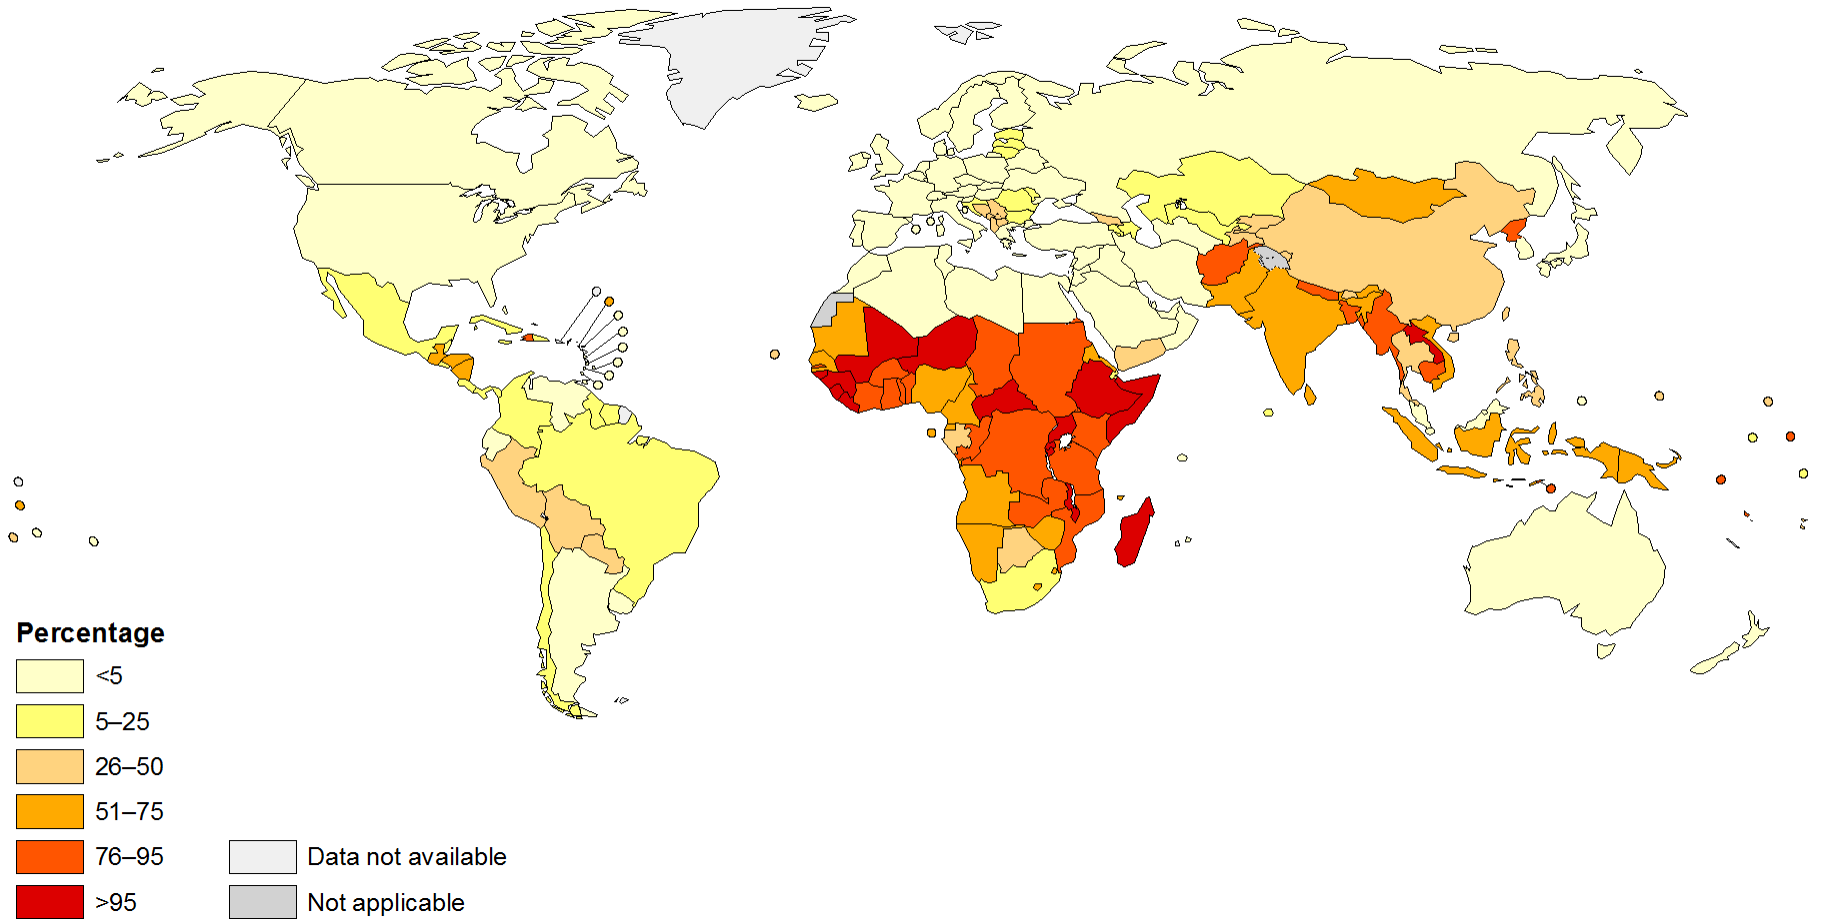 Percentage
<5
5–25
26–50
51–75
76–95
>95
Data not available
Not applicable